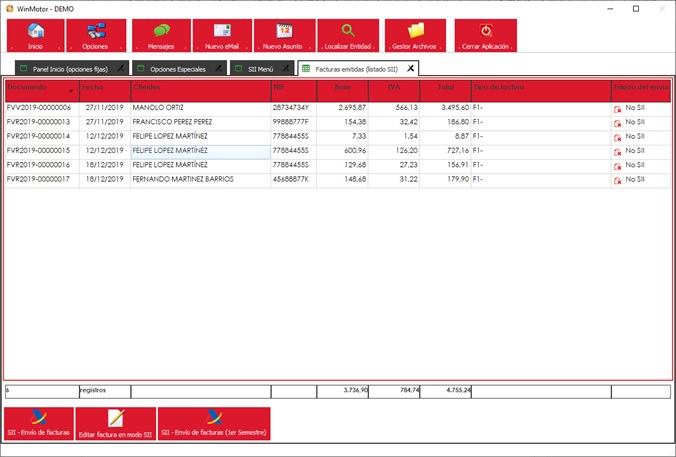 WinMotor - DEMO
Inicio Opciones Mensajes Nuevo eMail Nuevo Asunto Localizar Entidad Gestor Archivos Cerrar Aplicación
Panel Inicio (opciones fijas) Opciones Especiales SII Menú Facturas emitidas (listado SII)
Documento Fecha Clientes NIF Base IVA Total Tipo de factura Estado del envío
FVV2019-00000006 27/11/2019 MANOLO ORTIZ 28734734Y 2.695,87 566,13 3.495,60 F1- No SII
FVR2019-00000013 27/11/2019 FRANCISCO PEREZ PEREZ 99888777F 154,38 32,42 186,80 F1- No SII
FVR2019-00000014 12/12/2019 FELIPE LOPEZ MARTÍNEZ 77884455S 7,33 1,54 8,87 F1- No SII
FVR2019-00000015 12/12/2019 FELIPE LOPEZ MARTÍNEZ 77884455S 600,96 126,20 727,16 F1- No SII
FVR2019-00000016 18/12/2019 FELIPE LOPEZ MARTÍNEZ 77884455S 129,68 27,23 156,91 F1- No SII
FVR2019-00000017 18/12/2019 FERNANDO MARTINEZ BARRIOS 45688877K 148,68 31,22 179,90 F1- No SII
6 registros 3.736,90 784,74 4.755,24
SII - Envío de facturas Editar factura en modo SII SII - Envío de facturas (1er Semestre)